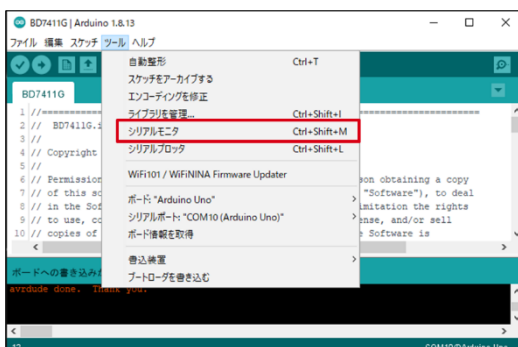 BD7411G | Arduino 1.8.13
ファイル 編集 スケッチ ツール ヘルプ
自動整形 Ctrl+T
スケッチをアーカイブする
エンコーディングを修正
ライブラリを管理... Ctrl+Shift+I
シリアルモニタ Ctrl+Shift+M
シリアルプロッタ Ctrl+Shift+L
WiFi101 / WiFiNINA Firmware Updater
ボード: "Arduino Uno"
シリアルポート: "COM10 (Arduino Uno)"
ボード情報を取得
書込装置
ブートローダを書き込む
BD7411G
1 //
2 // BD7411G.i
3 //
4 // Copyright
5 //
6 // Permission son obtaining a copy
7 // of this so "Software"), to deal
8 // in the Sof imitation the rights
9 // to use, co ense, and/or sell
10 // copies of e Software is
ボードへの書き込みが
avrdude done. Thank you.